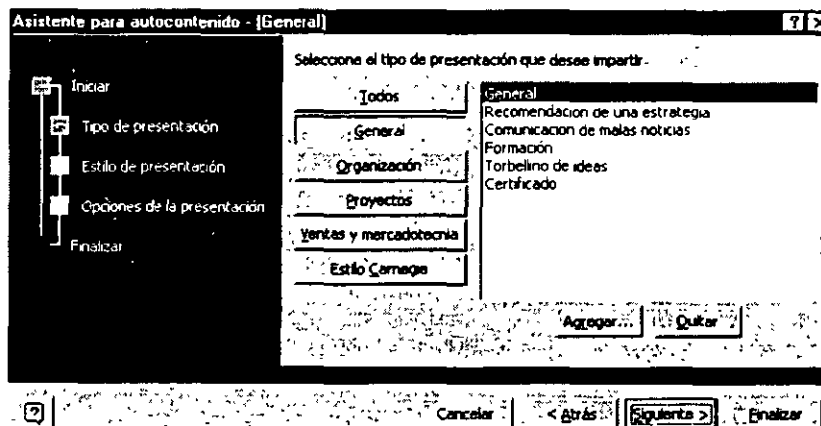 Asistente para autocontenido - [General]
Seleccione el tipo de presentación que desee impartir.
Iniciar
Tipo de presentación
Estilo de presentación
Opciones de la presentación
Finalizar
Todos
General
Organización
Proyectos
Ventas y mercadotecnia
Estilo Carnegie
General
Recomendación de una estrategia
Comunicacion de malas noticias
Formación
Torbellino de ideas
Certificado
Agregar...
Quitar
Cancelar
< Atrás
Siguiente >
Finalizar